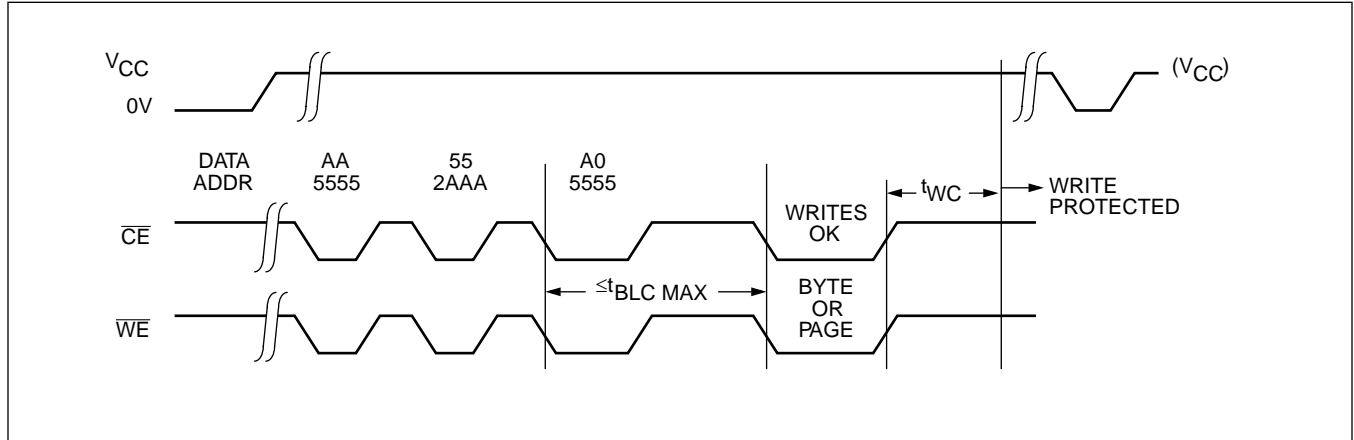 VCC
(VCC)
0V
DATA AA 55 A0
ADDR 5555 2AAA 5555
tWC
WRITE
PROTECTED
CE
WRITES
OK
≤tBLC MAX
BYTE
OR
PAGE
WE